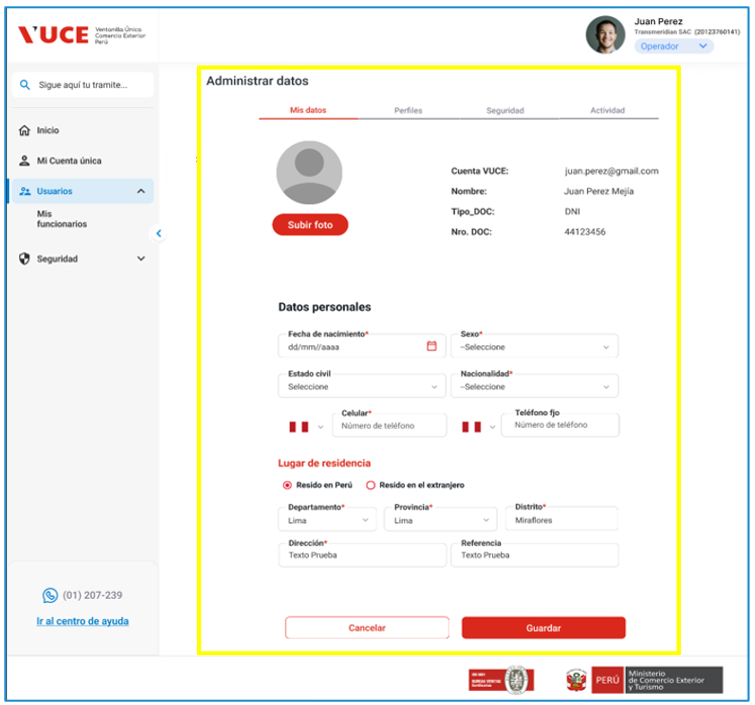 VUCE
Ventanilla Única
Comercio Exterior
Perú
Juan Perez
Transmeridian SAC (20123760141)
Operador
Sigue aquí tu tramite...
Inicio
Mi Cuenta única
Usuarios
Mis
funcionarios
Seguridad
(01) 207-239
Ir al centro de ayuda
Administrar datos
Mis datos Perfiles Seguridad Actividad
Subir foto
Cuenta VUCE: juan.perez@gmail.com
Nombre: Juan Perez Mejía
Tipo_DOC: DNI
Nro. DOC: 44123456
Datos personales
Fecha de nacimiento* Sexo*
dd/mm//aaaa –Seleccione
Estado civil Nacionalidad*
Seleccione –Seleccione
Celular* Teléfono fjo
Número de teléfono Número de teléfono
Lugar de residencia
Resido en Perú Resido en el extranjero
Departamento* Provincia* Distrito*
Lima Lima Miraflores
Dirección* Referencia
Texto Prueba Texto Prueba
Cancelar Guardar
BUREAU VERITAS
Certification
PERÚ
Ministerio
de Comercio Exterior
y Turismo